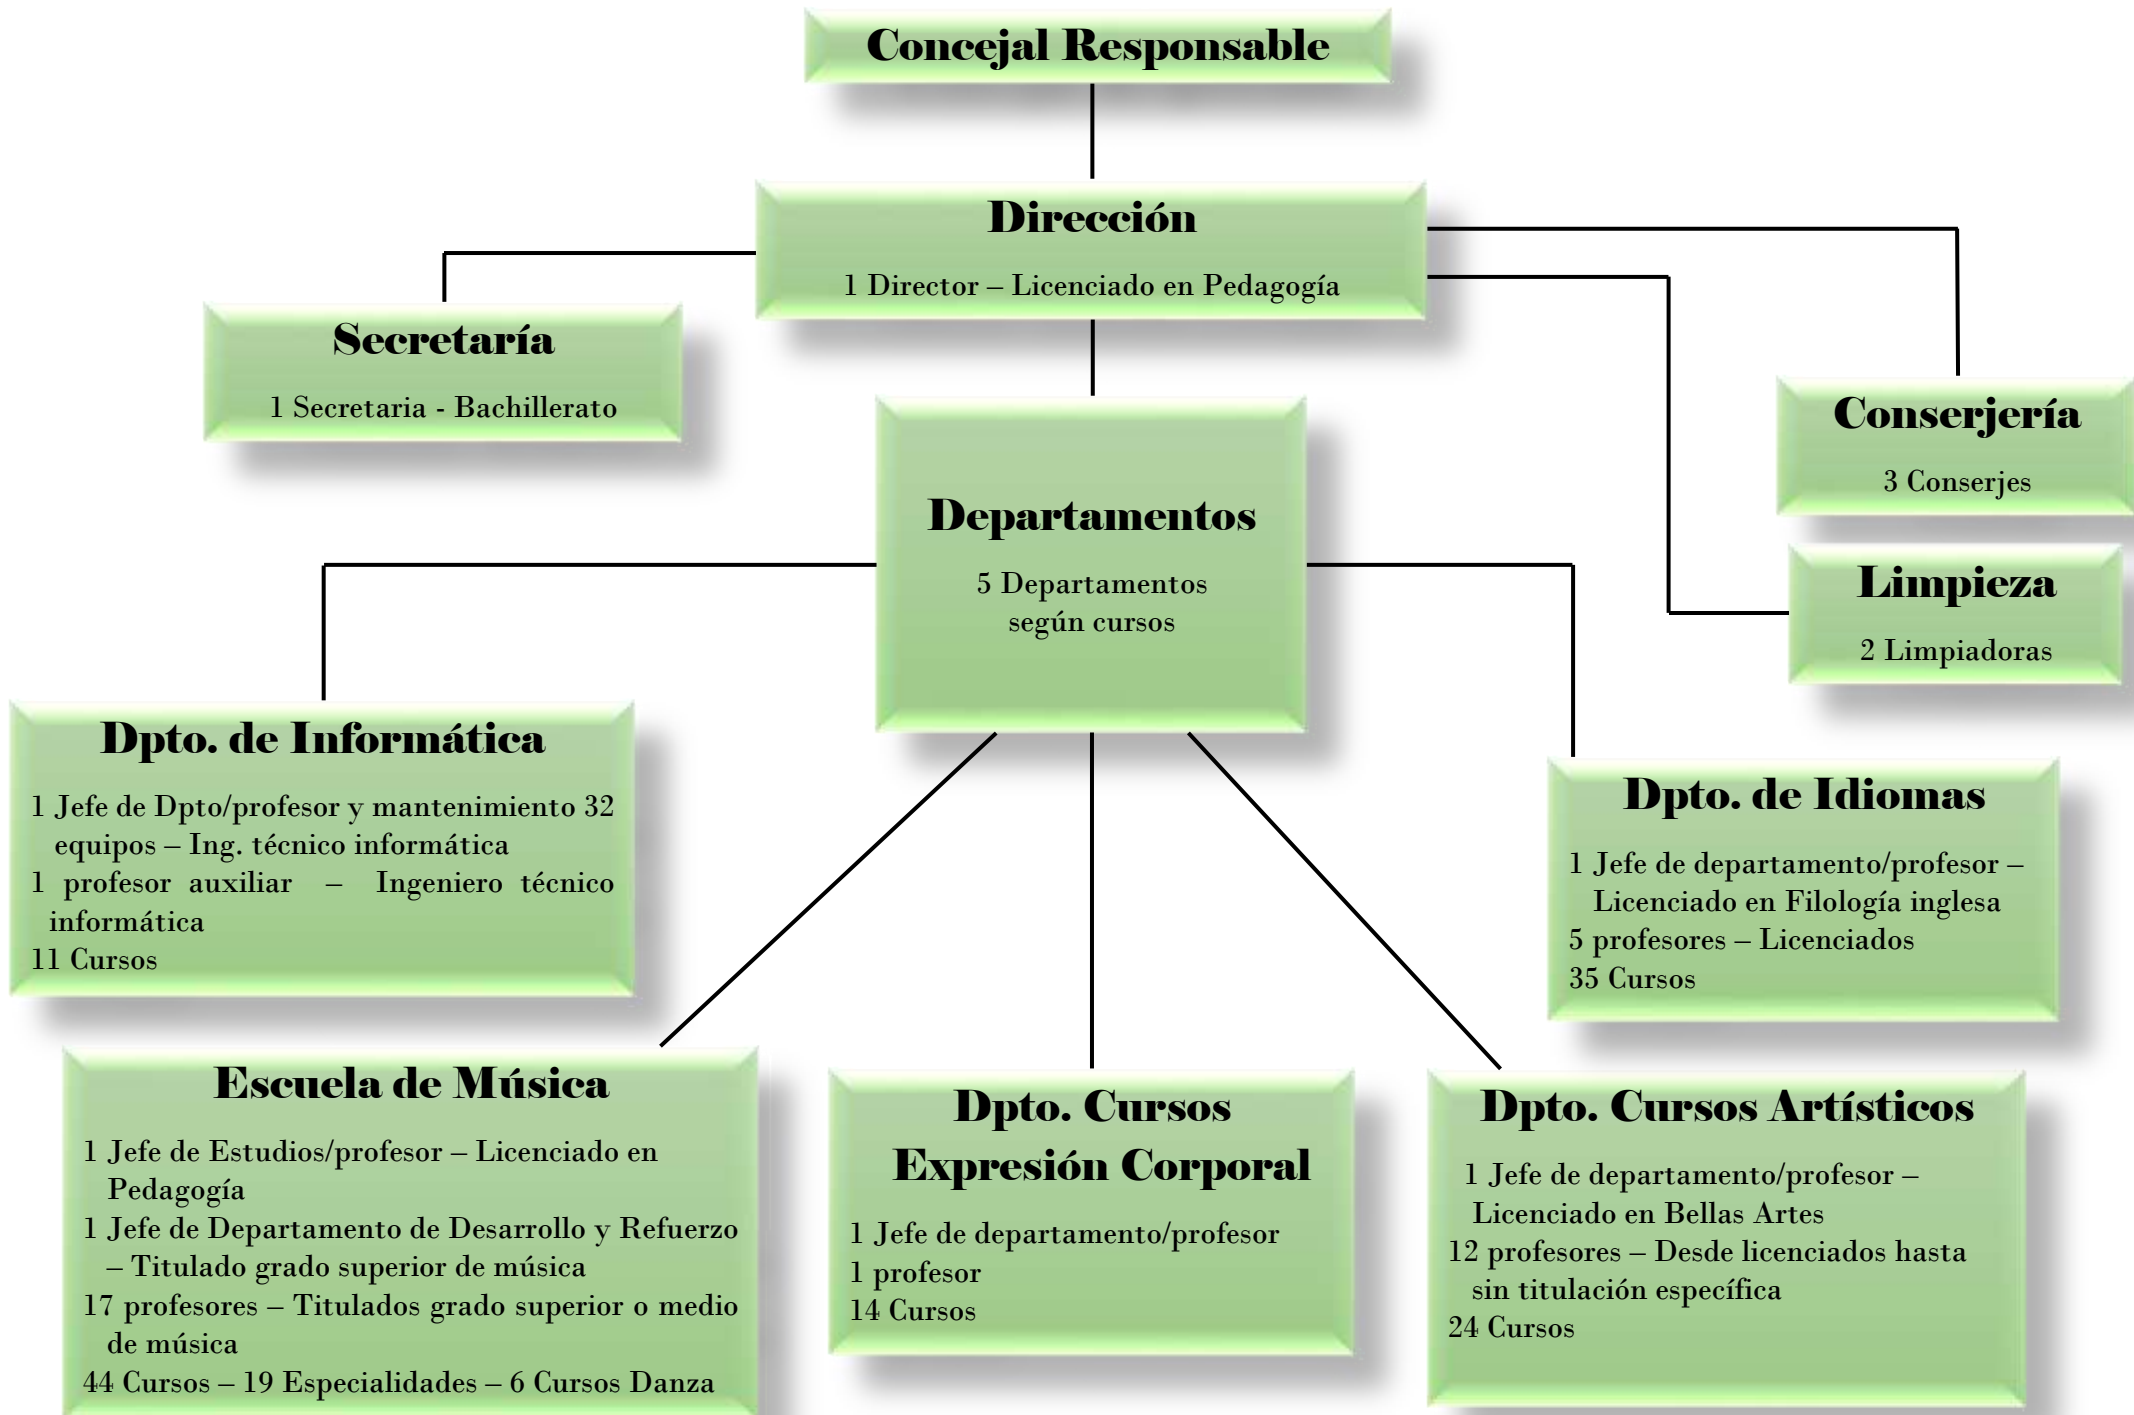 Concejal Responsable
Dirección
1 Director – Licenciado en Pedagogía
Secretaría
1 Secretaria - Bachillerato
Conserjería
3 Conserjes
Departamentos
5 Departamentos
según cursos
Limpieza
2 Limpiadoras
Dpto. de Informática
1 Jefe de Dpto/profesor y mantenimiento 32
equipos – Ing. técnico informática
1 profesor auxiliar – Ingeniero técnico
informática
11 Cursos
Dpto. de Idiomas
1 Jefe de departamento/profesor –
Licenciado en Filología inglesa
5 profesores – Licenciados
35 Cursos
Escuela de Música
1 Jefe de Estudios/profesor – Licenciado en
Pedagogía
1 Jefe de Departamento de Desarrollo y Refuerzo
– Titulado grado superior de música
17 profesores – Titulados grado superior o medio
de música
44 Cursos – 19 Especialidades – 6 Cursos Danza
Dpto. Cursos
Expresión Corporal
1 Jefe de departamento/profesor
1 profesor
14 Cursos
Dpto. Cursos Artísticos
1 Jefe de departamento/profesor –
Licenciado en Bellas Artes
12 profesores – Desde licenciados hasta
sin titulación específica
24 Cursos